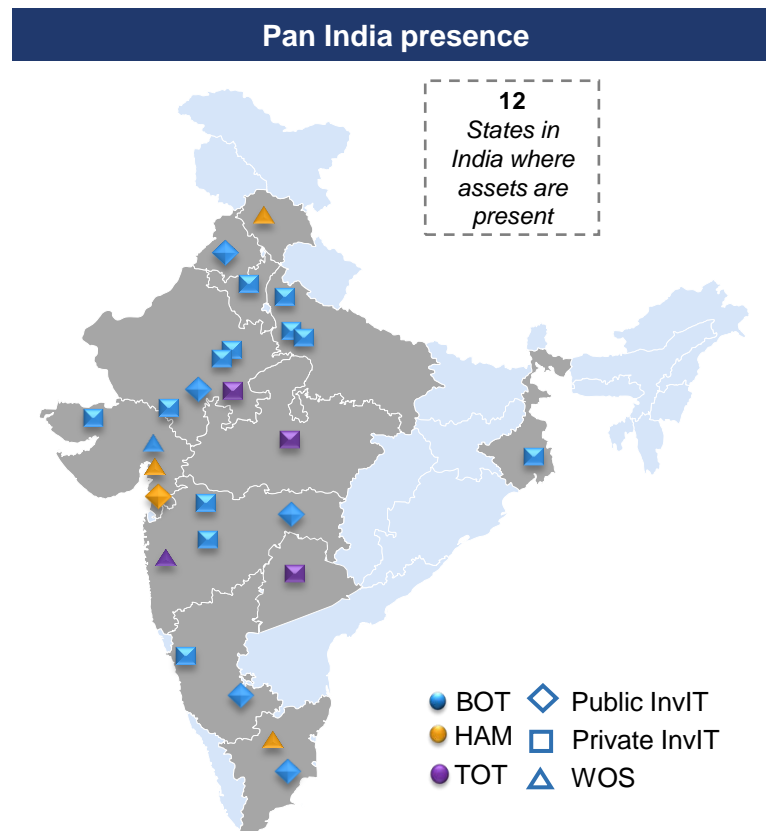 Pan India presence
12
States in
India where
assets are
present
BOT
Public InvIT
HAM
Private InvIT
TOT
WOS